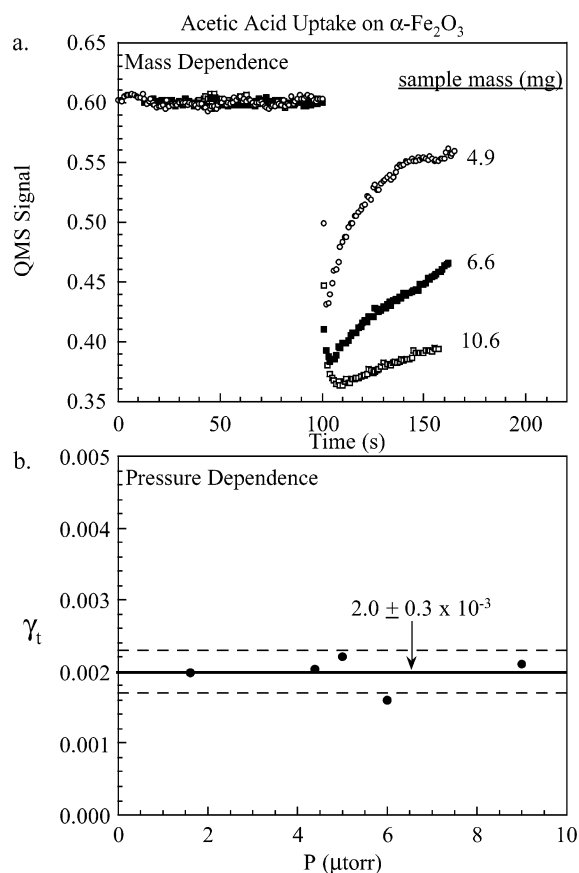 Acetic Acid Uptake on α-Fe₂O₃
a.
Mass Dependence
sample mass (mg)
0.65
0.60
0.55
0.50
0.45
0.40
0.35
QMS Signal
4.9
6.6
10.6
0 50 100 150 200
Time (s)
b.
Pressure Dependence
0.005
0.004
0.003
0.002
0.001
0.000
γt
2.0 ± 0.3 x 10⁻³
0 2 4 6 8 10
P (μtorr)